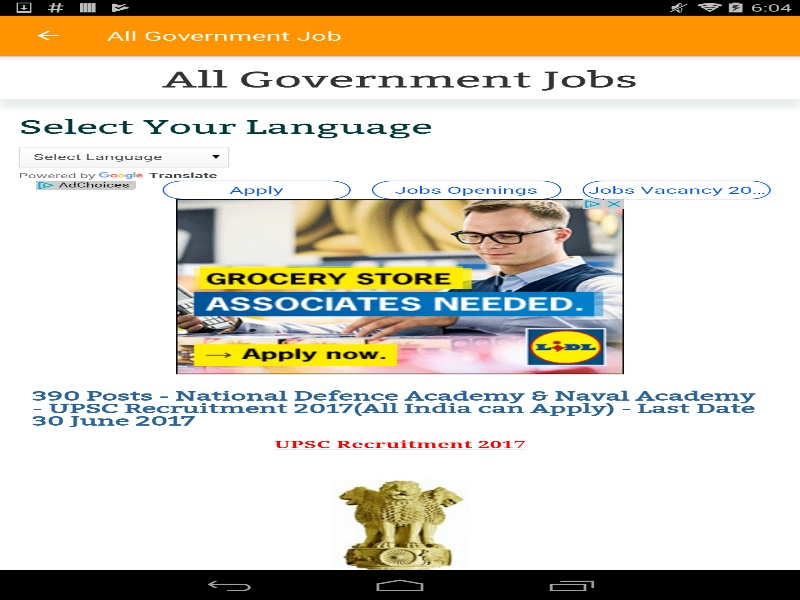 6:04
All Government Job
All Government Jobs
Select Your Language
Select Language
Powered by Google Translate
AdChoices
Apply
Jobs Openings
Jobs Vacancy 20...
GROCERY STORE
ASSOCIATES NEEDED.
→ Apply now.
LIDL
390 Posts - National Defence Academy & Naval Academy
- UPSC Recruitment 2017(All India can Apply) - Last Date
30 June 2017
UPSC Recruitment 2017